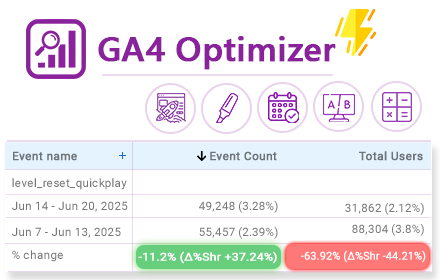 GA4 Optimizer
A B
Event name + ↓ Event Count Total Users
level_reset_quickplay
Jun 14 - Jun 20, 2025 49,248 (3.28%) 31,862 (2.12%)
Jun 7 - Jun 13, 2025 55,457 (2.39%) 88,304 (3.8%)
% change -11.2% (Δ%Shr +37.24%) -63.92% (Δ%Shr -44.21%)